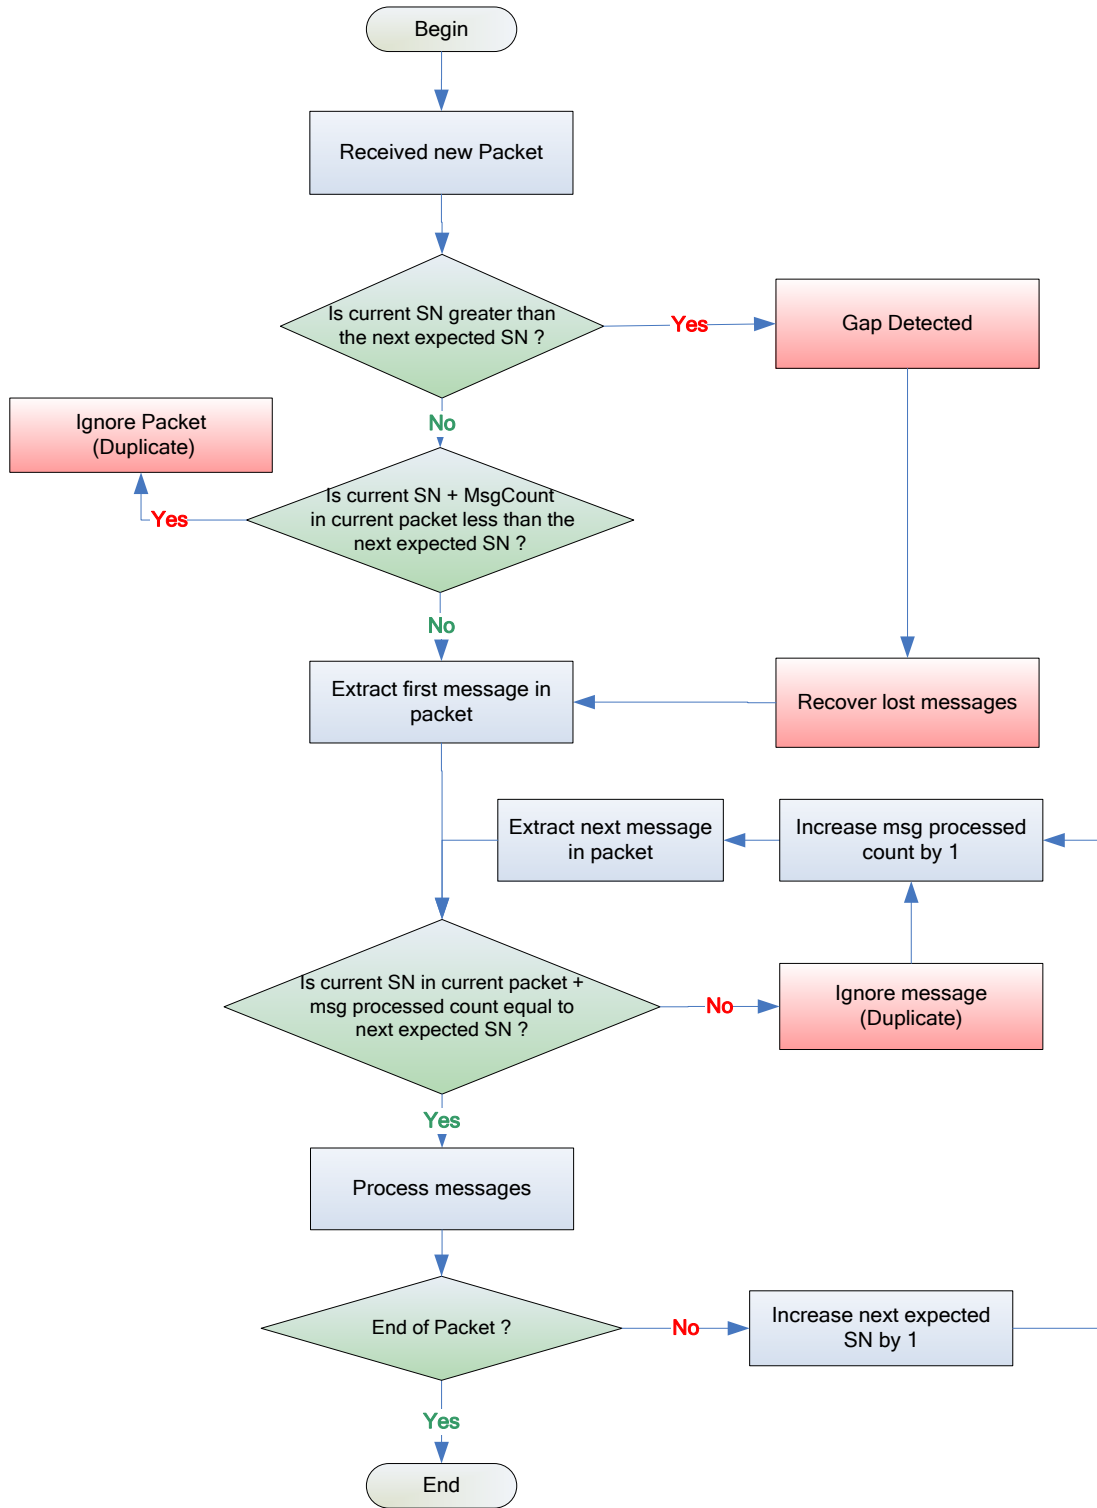 Begin
Received new Packet
Is current SN greater than
the next expected SN ?
Yes
Gap Detected
No
Ignore Packet
(Duplicate)
Is current SN + MsgCount
in current packet less than the
next expected SN ?
Yes
No
Extract first message in
packet
Recover lost messages
Extract next message
in packet
Increase msg processed
count by 1
Is current SN in current packet +
msg processed count equal to
next expected SN ?
No
Ignore message
(Duplicate)
Yes
Process messages
End of Packet ?
No
Increase next expected
SN by 1
Yes
End